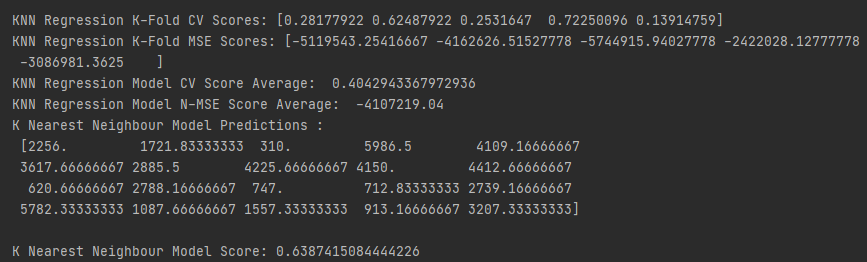 KNN Regression K-Fold CV Scores: [0.28177922 0.62487922 0.2531647  0.72250096 0.13914759]
KNN Regression K-Fold MSE Scores: [-5119543.25416667 -4162626.51527778 -5744915.94027778 -2422028.12777778
 -3086981.3625    ]
KNN Regression Model CV Score Average:  0.4042943367972936
KNN Regression Model N-MSE Score Average:  -4107219.04
K Nearest Neighbour Model Predictions :
 [2256.         1721.83333333  310.         5986.5        4109.16666667
 3617.66666667 2885.5        4225.66666667 4150.         4412.66666667
  620.66666667 2788.16666667  747.          712.83333333 2739.16666667
 5782.33333333 1087.66666667 1557.33333333  913.16666667 3207.33333333]
K Nearest Neighbour Model Score: 0.6387415084444226